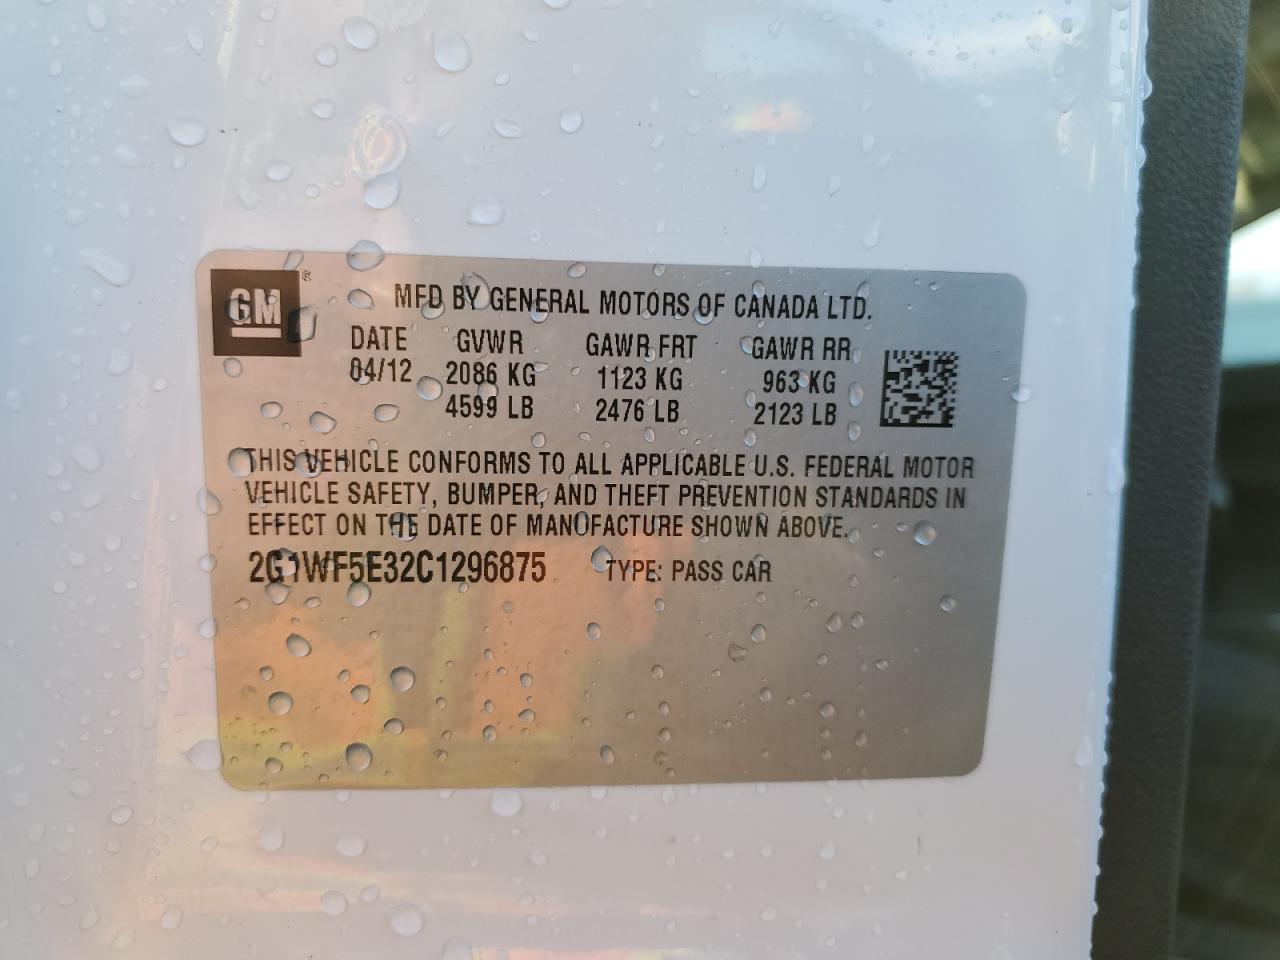 GM ®
MFD BY GENERAL MOTORS OF CANADA LTD.
DATE GVWR GAWR FRT GAWR RR
04/12 2086 KG 1123 KG 963 KG
4599 LB 2476 LB 2123 LB
THIS VEHICLE CONFORMS TO ALL APPLICABLE U.S. FEDERAL MOTOR
VEHICLE SAFETY, BUMPER, AND THEFT PREVENTION STANDARDS IN
EFFECT ON THE DATE OF MANUFACTURE SHOWN ABOVE.
2G1WF5E32C1296875 TYPE: PASS CAR